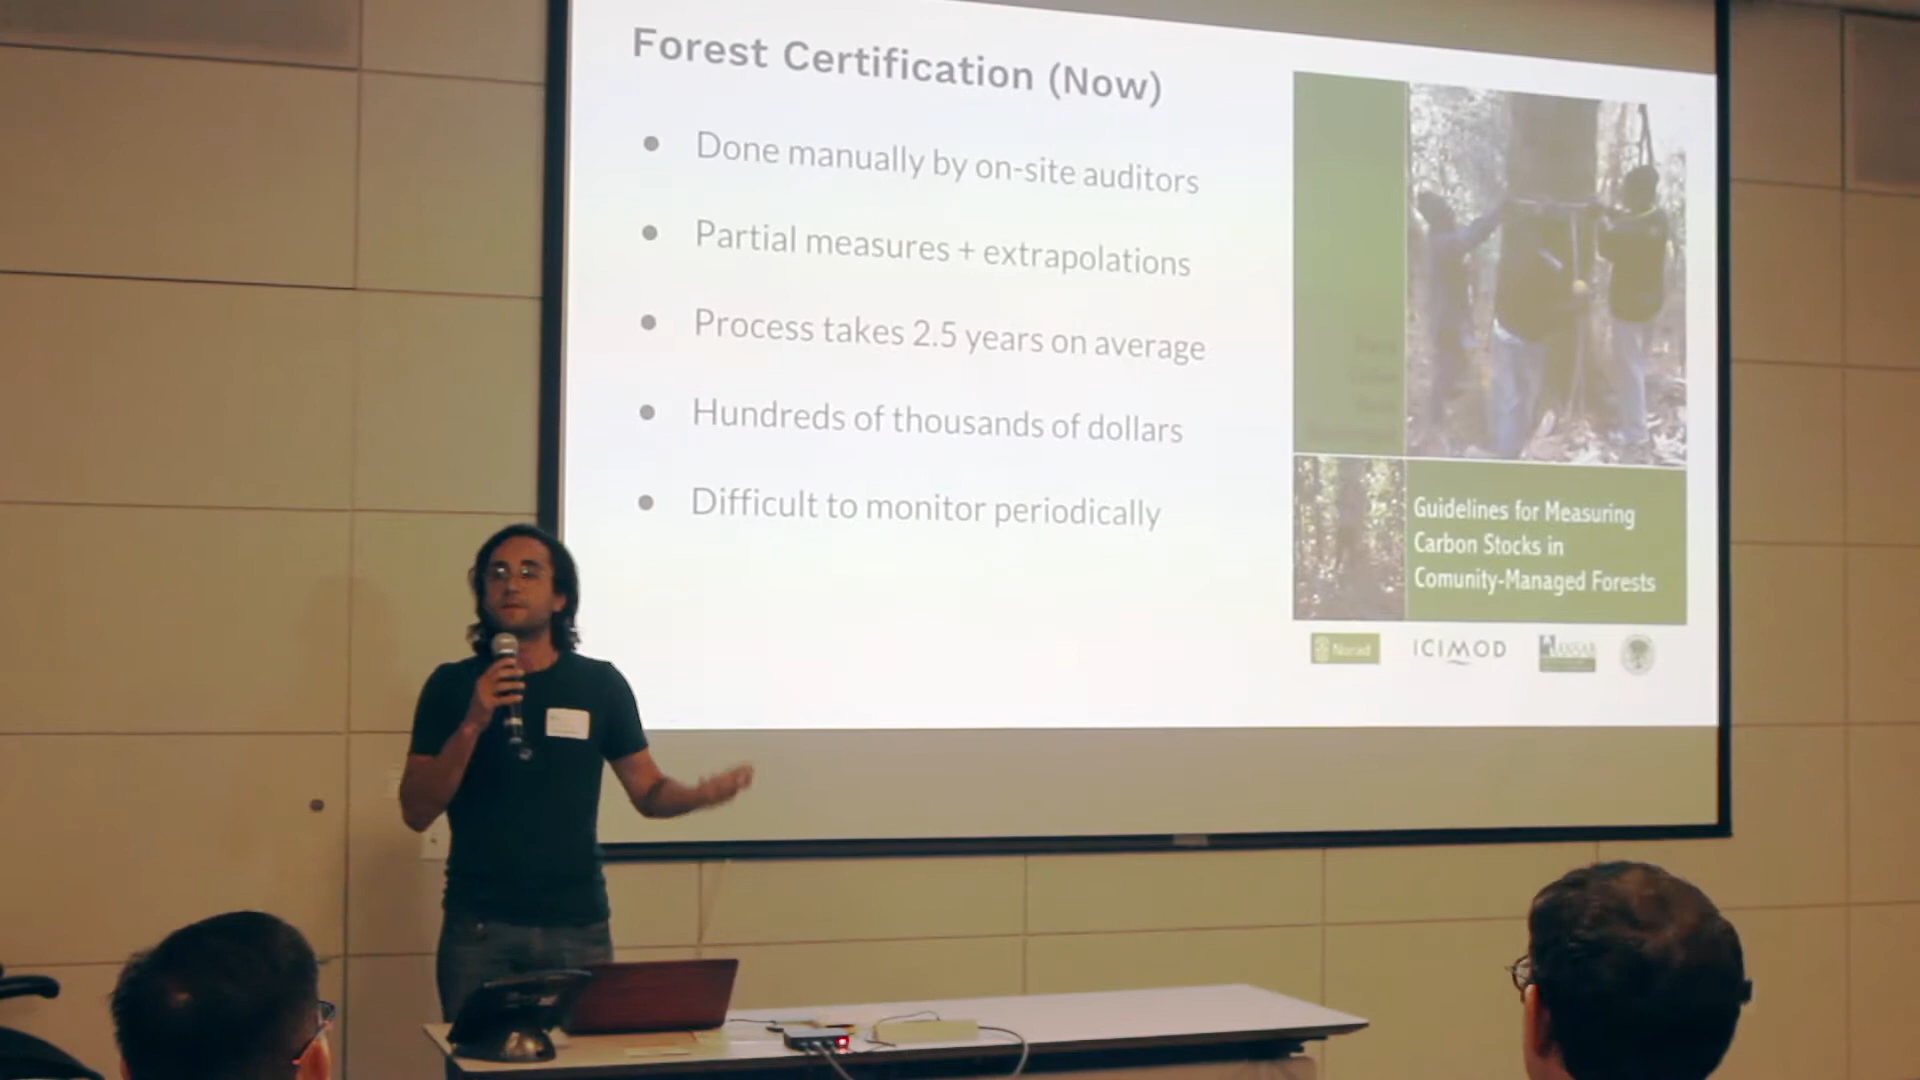 Forest Certification (Now)
Done manually by on-site auditors
Partial measures + extrapolations
Process takes 2.5 years on average
Hundreds of thousands of dollars
Difficult to monitor periodically
Guidelines for Measuring
Carbon Stocks in
Comunity-Managed Forests
Norad
ICIMOD